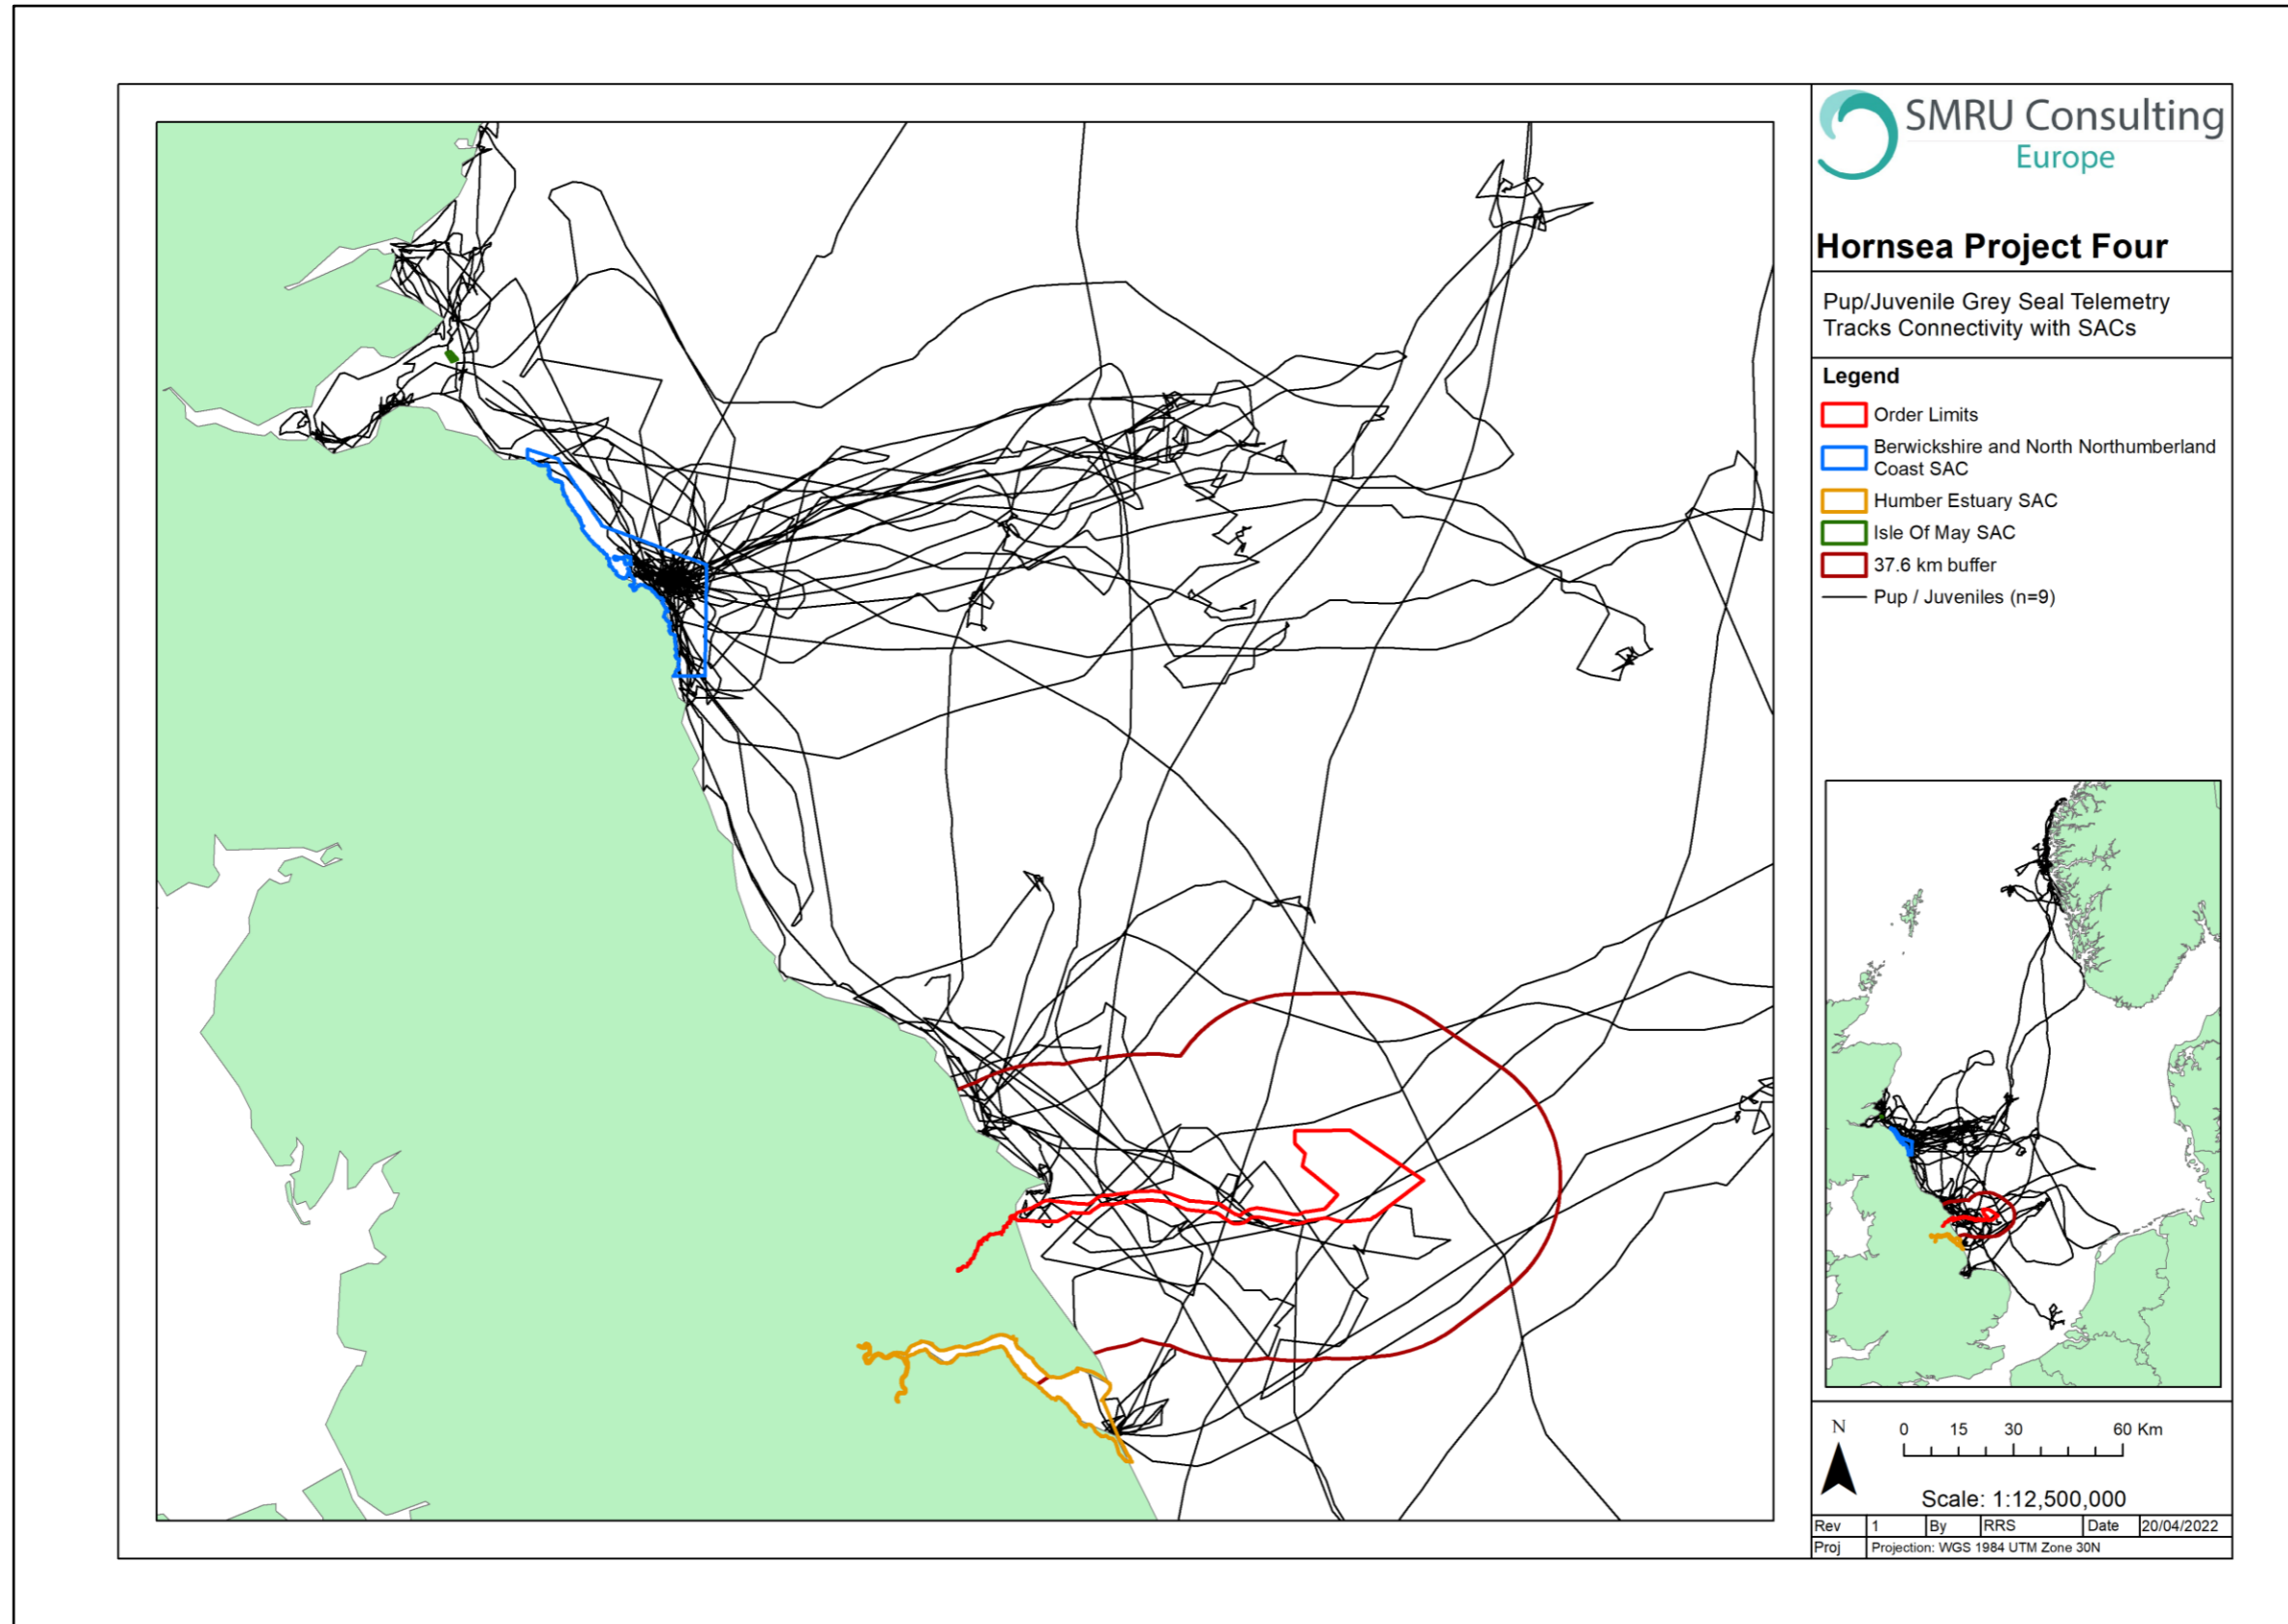 SMRU Consulting
Europe
Hornsea Project Four
Pup/Juvenile Grey Seal Telemetry
Tracks Connectivity with SACs
Legend
Order Limits
Berwickshire and North Northumberland
Coast SAC
Humber Estuary SAC
Isle Of May SAC
37.6 km buffer
Pup / Juveniles (n=9)
N
0 15 30 60 Km
Scale: 1:12,500,000
Rev 1 By RRS Date 20/04/2022
Proj Projection: WGS 1984 UTM Zone 30N